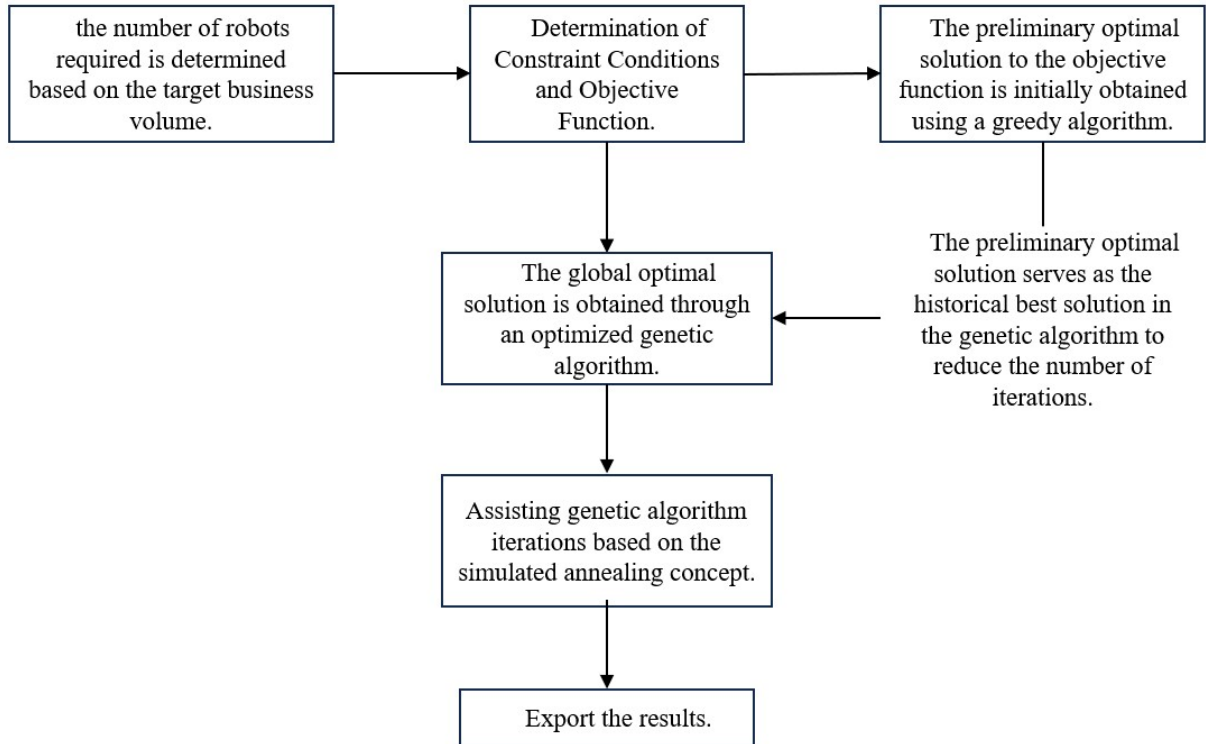 the number of robots
required is determined
based on the target business
volume.
Determination of
Constraint Conditions
and Objective
Function.
The preliminary optimal
solution to the objective
function is initially obtained
using a greedy algorithm.
The global optimal
solution is obtained through
an optimized genetic
algorithm.
The preliminary optimal
solution serves as the
historical best solution in
the genetic algorithm to
reduce the number of
iterations.
Assisting genetic algorithm
iterations based on the
simulated annealing concept.
Export the results.